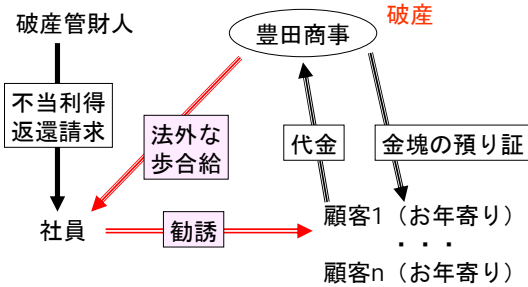 破産管財人
豊田商事
破産
不当利得
返還請求
法外な
歩合給
代金
金塊の預り証
社員
勧誘
顧客1（お年寄り）
・・・
顧客n（お年寄り）